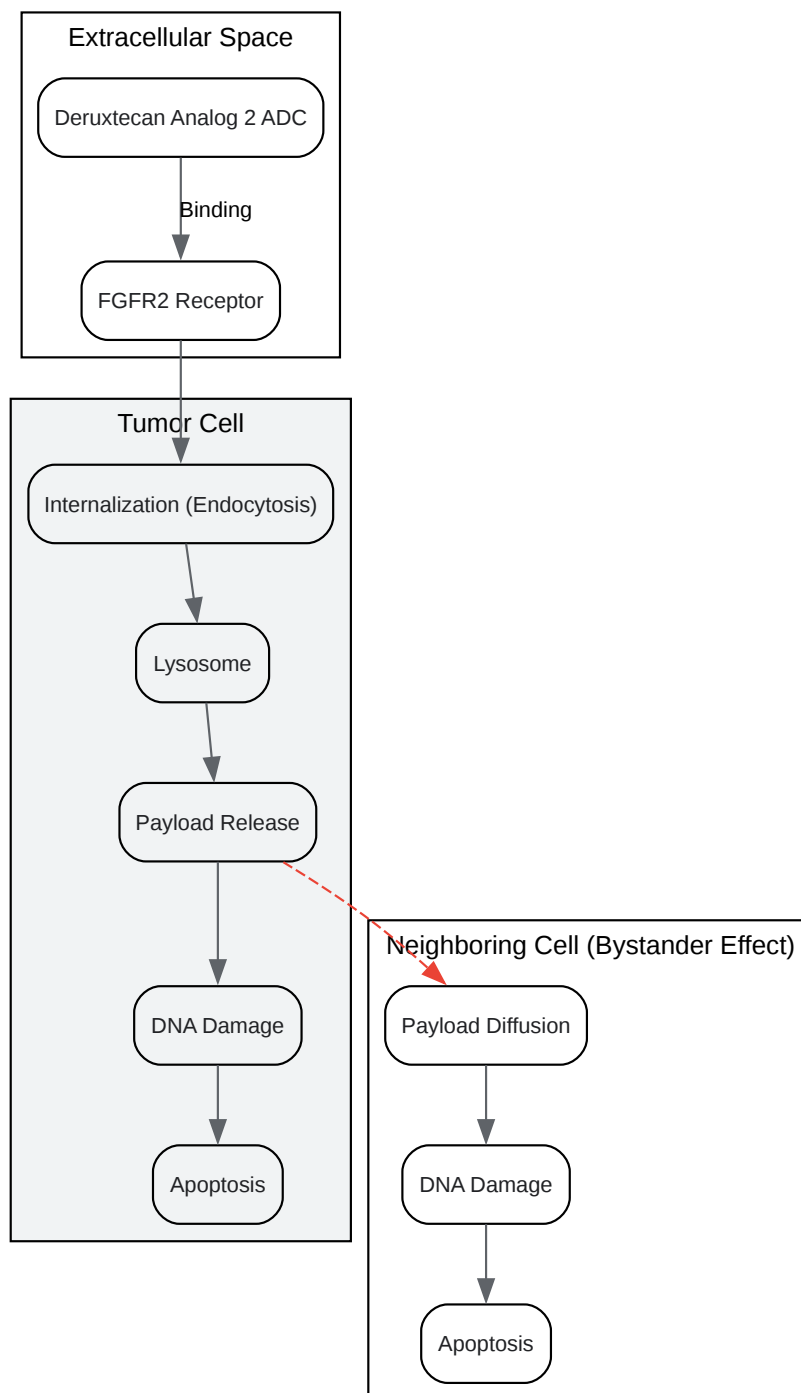 Extracellular Space
Deruxtecan Analog 2 ADC
Binding
FGFR2 Receptor
Tumor Cell
Internalization (Endocytosis)
Lysosome
Payload Release
Neighboring Cell (Bystander Effect)
DNA Damage
Payload Diffusion
Apoptosis
DNA Damage
Apoptosis